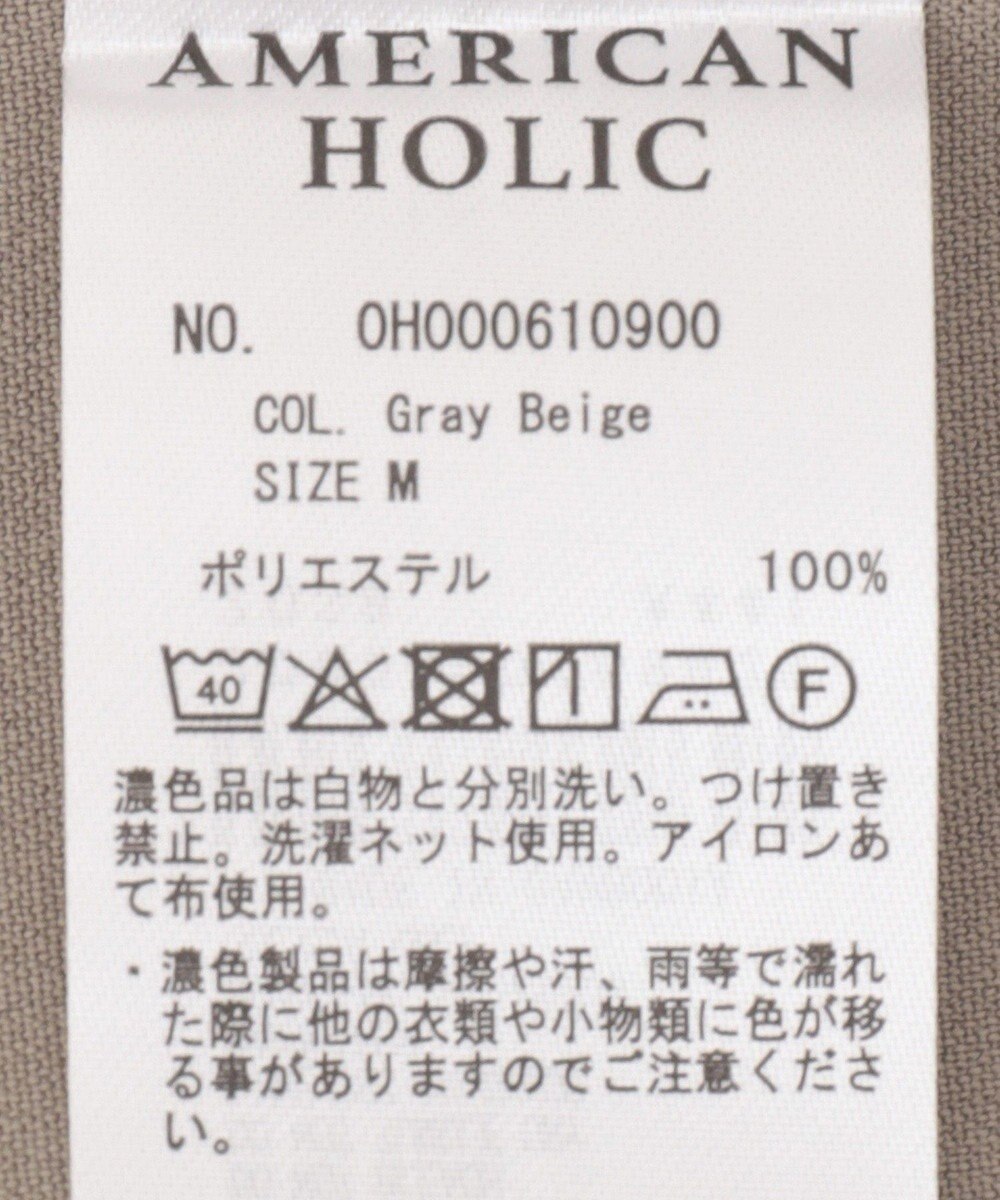 AMERICAN
HOLIC
NO. 0H000610900
COL. Gray Beige
SIZE M
ポリエステル 100%
40 F
濃色品は白物と分別洗い。つけ置き
禁止。洗濯ネット使用。アイロンあ
て布使用。
・濃色製品は摩擦や汗、雨等で濡れ
た際に他の衣類や小物類に色が移
る事がありますのでご注意くださ
い。